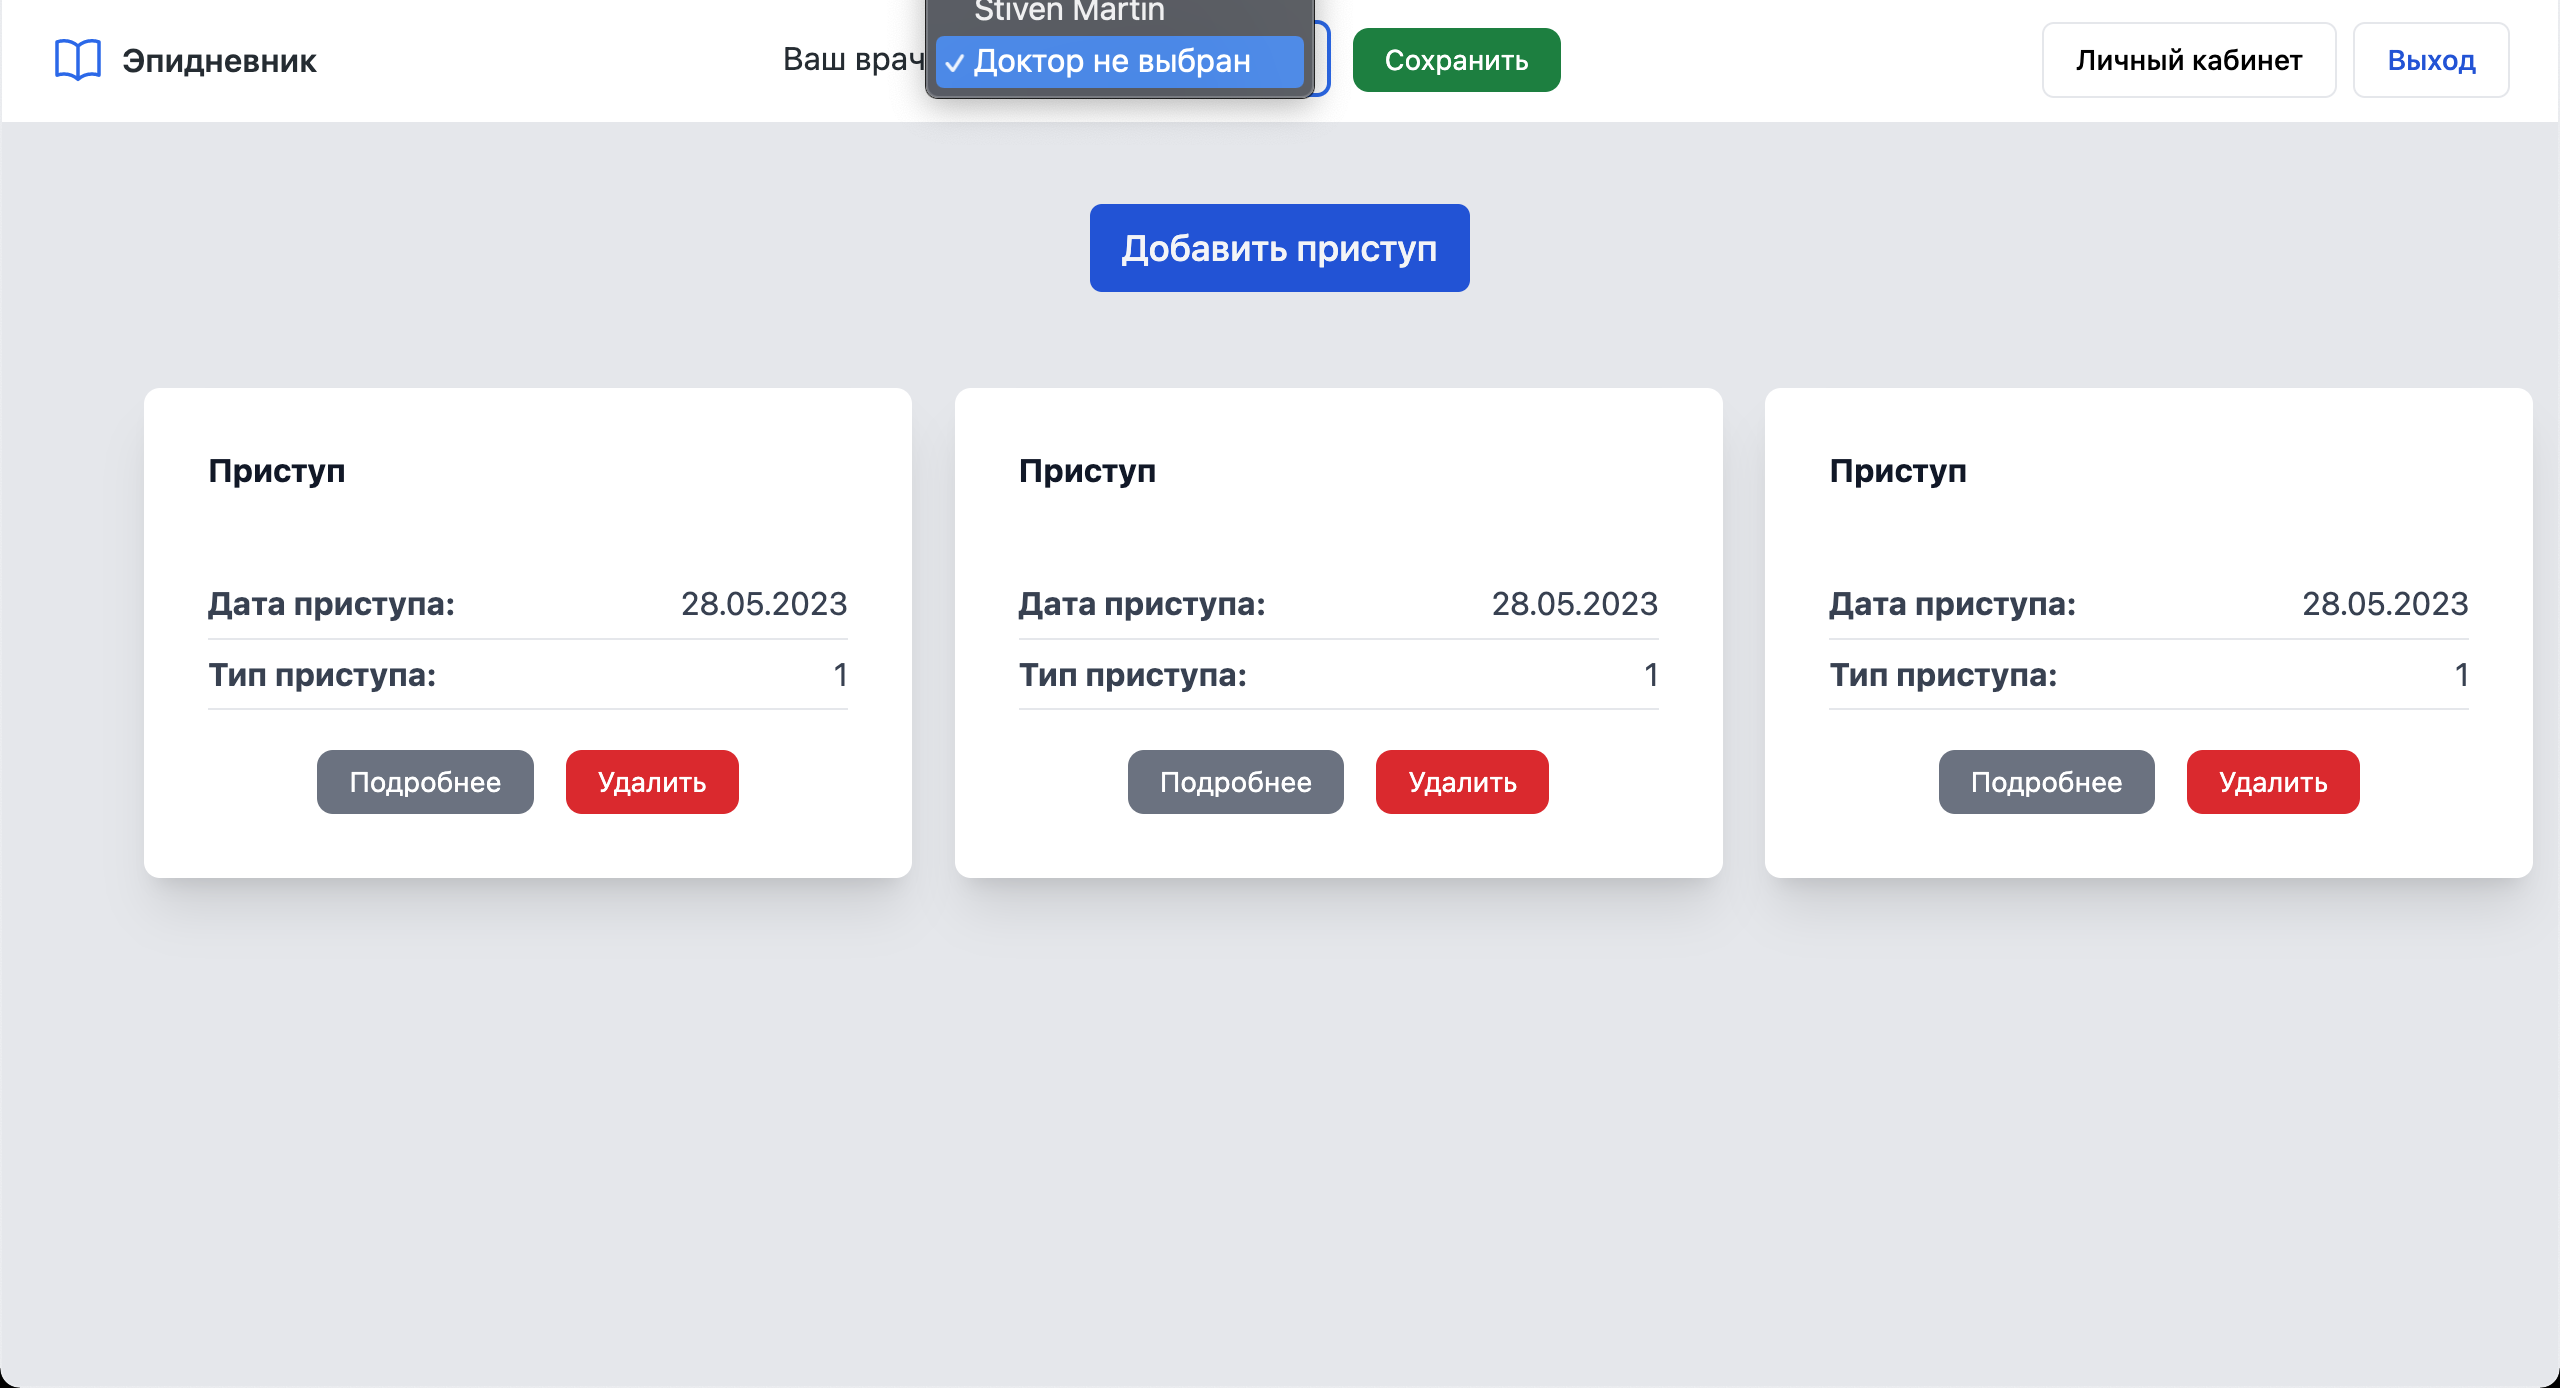 Stiven Martin
Эпидневник
Ваш врач
Доктор не выбран
Сохранить
Личный кабинет
Выход
Добавить приступ
Приступ
Дата приступа: 28.05.2023
Тип приступа: 1
Подробнее
Удалить
Приступ
Дата приступа: 28.05.2023
Тип приступа: 1
Подробнее
Удалить
Приступ
Дата приступа: 28.05.2023
Тип приступа: 1
Подробнее
Удалить